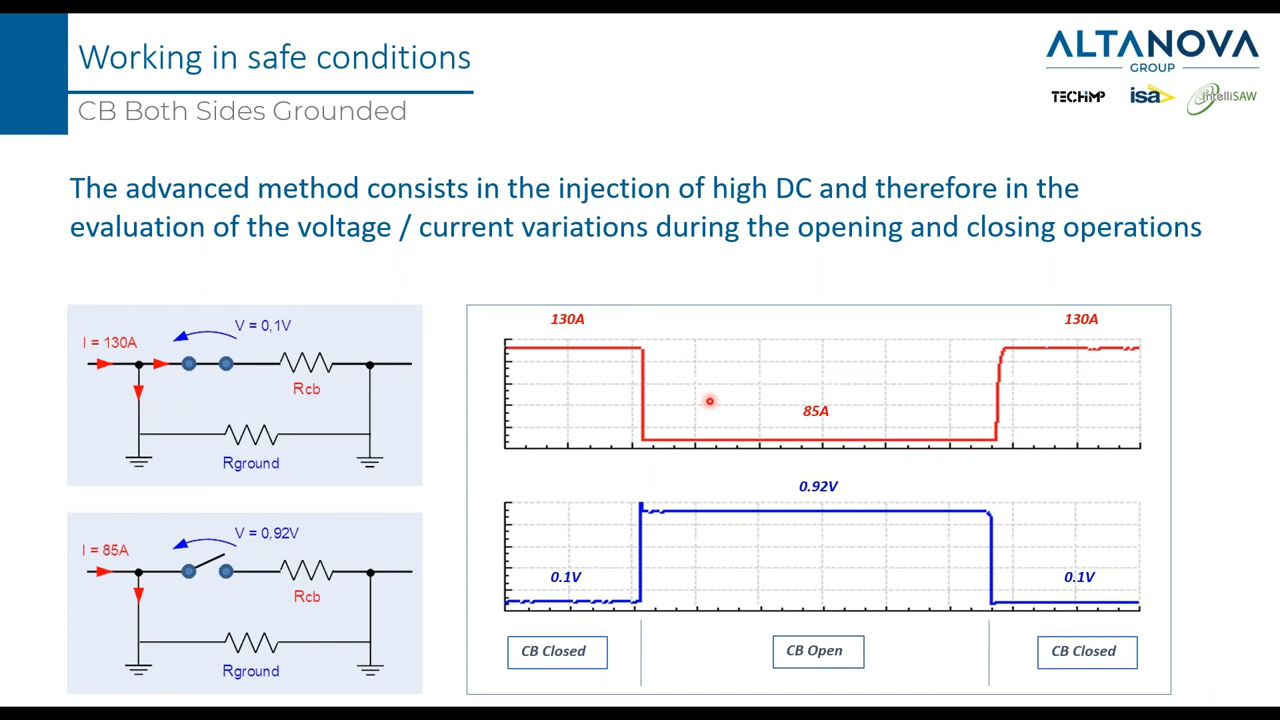 Working in safe conditions
CB Both Sides Grounded
ALTANOVA
GROUP
TECHIMP
isa
intelliSAW
The advanced method consists in the injection of high DC and therefore in the
evaluation of the voltage / current variations during the opening and closing operations
V = 0,1V
I = 130A
Rcb
Rground
V = 0,92V
I = 85A
Rcb
Rground
130A
130A
85A
0.92V
0.1V
0.1V
CB Closed
CB Open
CB Closed